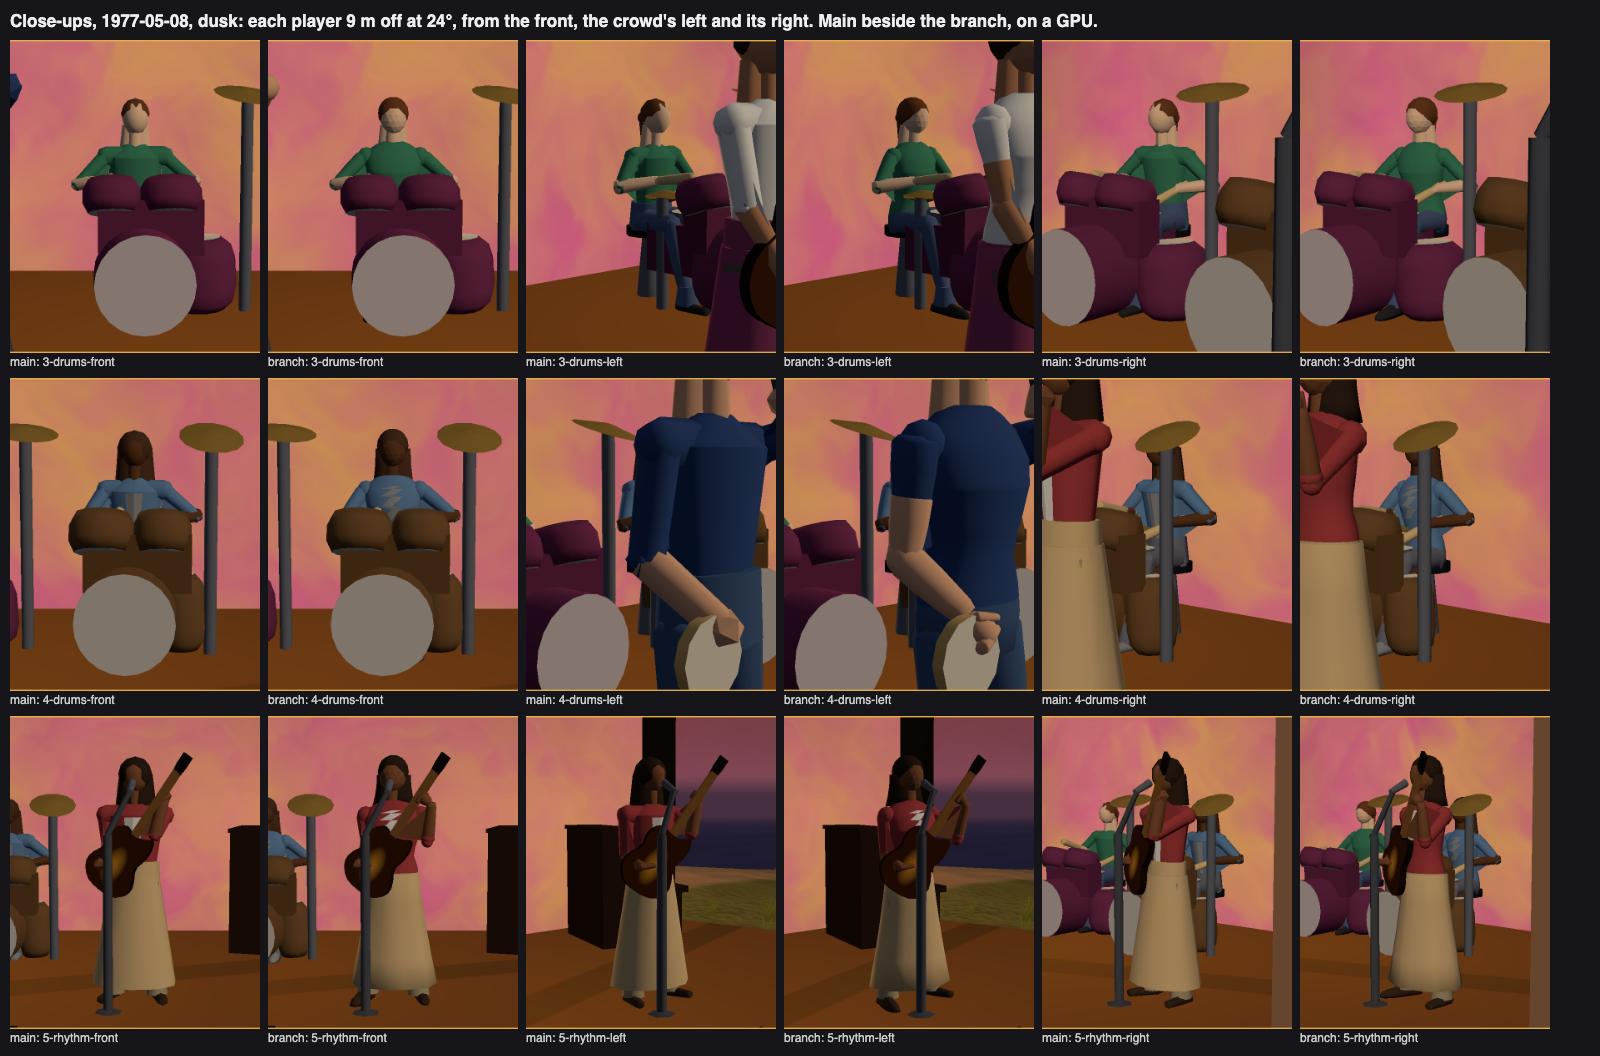 Close-ups, 1977-05-08, dusk: each player 9 m off at 24°, from the front, the crowd's left and its right. Main beside the branch, on a GPU.
main: 3-drums-front
branch: 3-drums-front
main: 3-drums-left
branch: 3-drums-left
main: 3-drums-right
branch: 3-drums-right
main: 4-drums-front
branch: 4-drums-front
main: 4-drums-left
branch: 4-drums-left
main: 4-drums-right
branch: 4-drums-right
main: 5-rhythm-front
branch: 5-rhythm-front
main: 5-rhythm-left
branch: 5-rhythm-left
main: 5-rhythm-right
branch: 5-rhythm-right